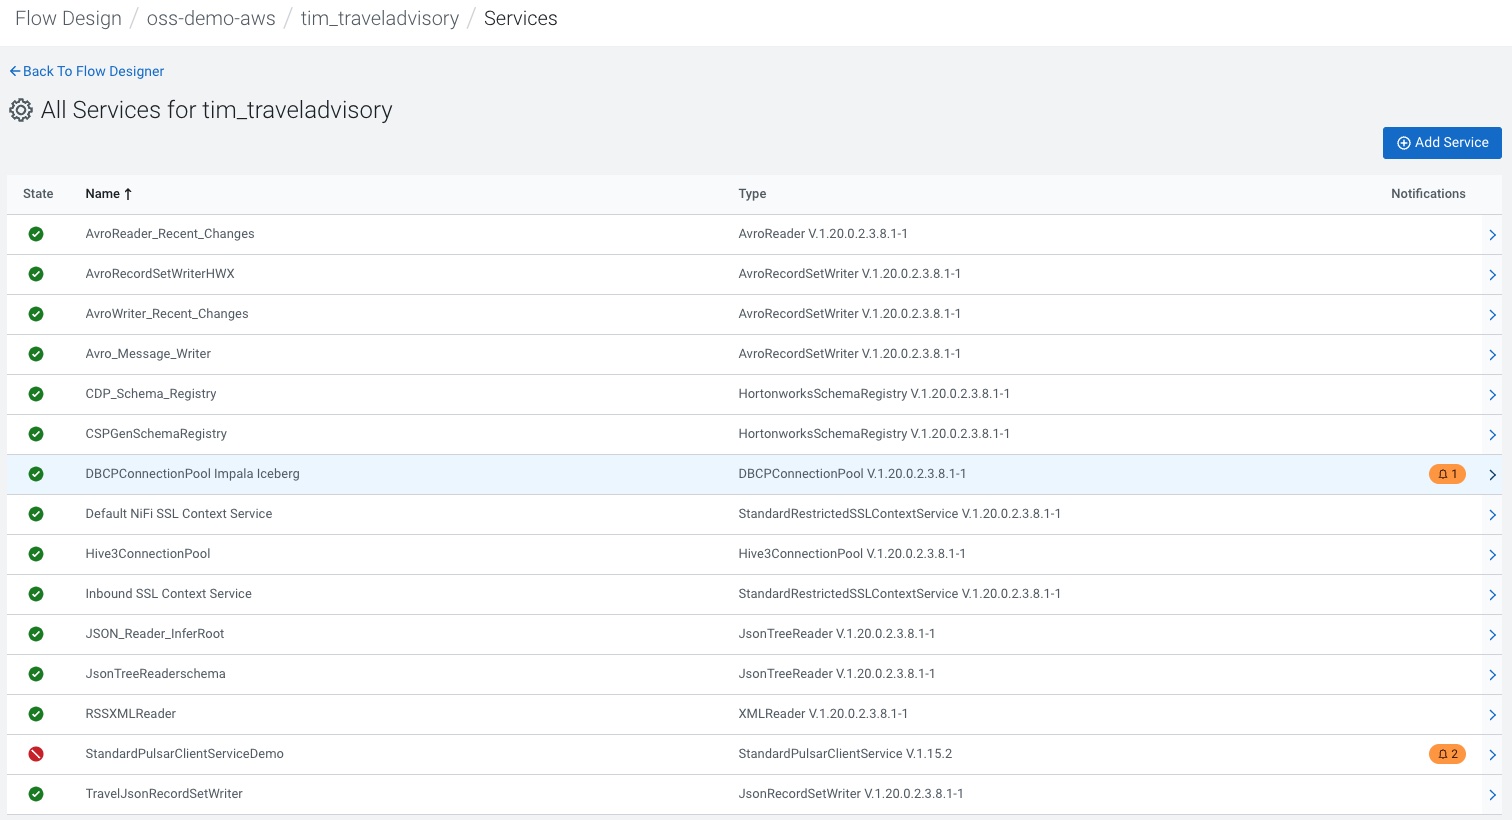 Flow Design / oss-demo-aws / tim_traveladvisory / Services
Back To Flow Designer
All Services for tim_traveladvisory
Add Service
State Name Type Notifications
AvroReader_Recent_Changes AvroReader V.1.20.0.2.3.8.1-1
AvroRecordSetWriterHWX AvroRecordSetWriter V.1.20.0.2.3.8.1-1
AvroWriter_Recent_Changes AvroRecordSetWriter V.1.20.0.2.3.8.1-1
Avro_Message_Writer AvroRecordSetWriter V.1.20.0.2.3.8.1-1
CDP_Schema_Registry HortonworksSchemaRegistry V.1.20.0.2.3.8.1-1
CSPGenSchemaRegistry HortonworksSchemaRegistry V.1.20.0.2.3.8.1-1
DBCPConnectionPool Impala Iceberg DBCPConnectionPool V.1.20.0.2.3.8.1-1 1
Default NiFi SSL Context Service StandardRestrictedSSLContextService V.1.20.0.2.3.8.1-1
Hive3ConnectionPool Hive3ConnectionPool V.1.20.0.2.3.8.1-1
Inbound SSL Context Service StandardRestrictedSSLContextService V.1.20.0.2.3.8.1-1
JSON_Reader_InferRoot JsonTreeReader V.1.20.0.2.3.8.1-1
JsonTreeReaderschema JsonTreeReader V.1.20.0.2.3.8.1-1
RSSXMLReader XMLReader V.1.20.0.2.3.8.1-1
StandardPulsarClientServiceDemo StandardPulsarClientService V.1.15.2 2
TravelJsonRecordSetWriter JsonRecordSetWriter V.1.20.0.2.3.8.1-1